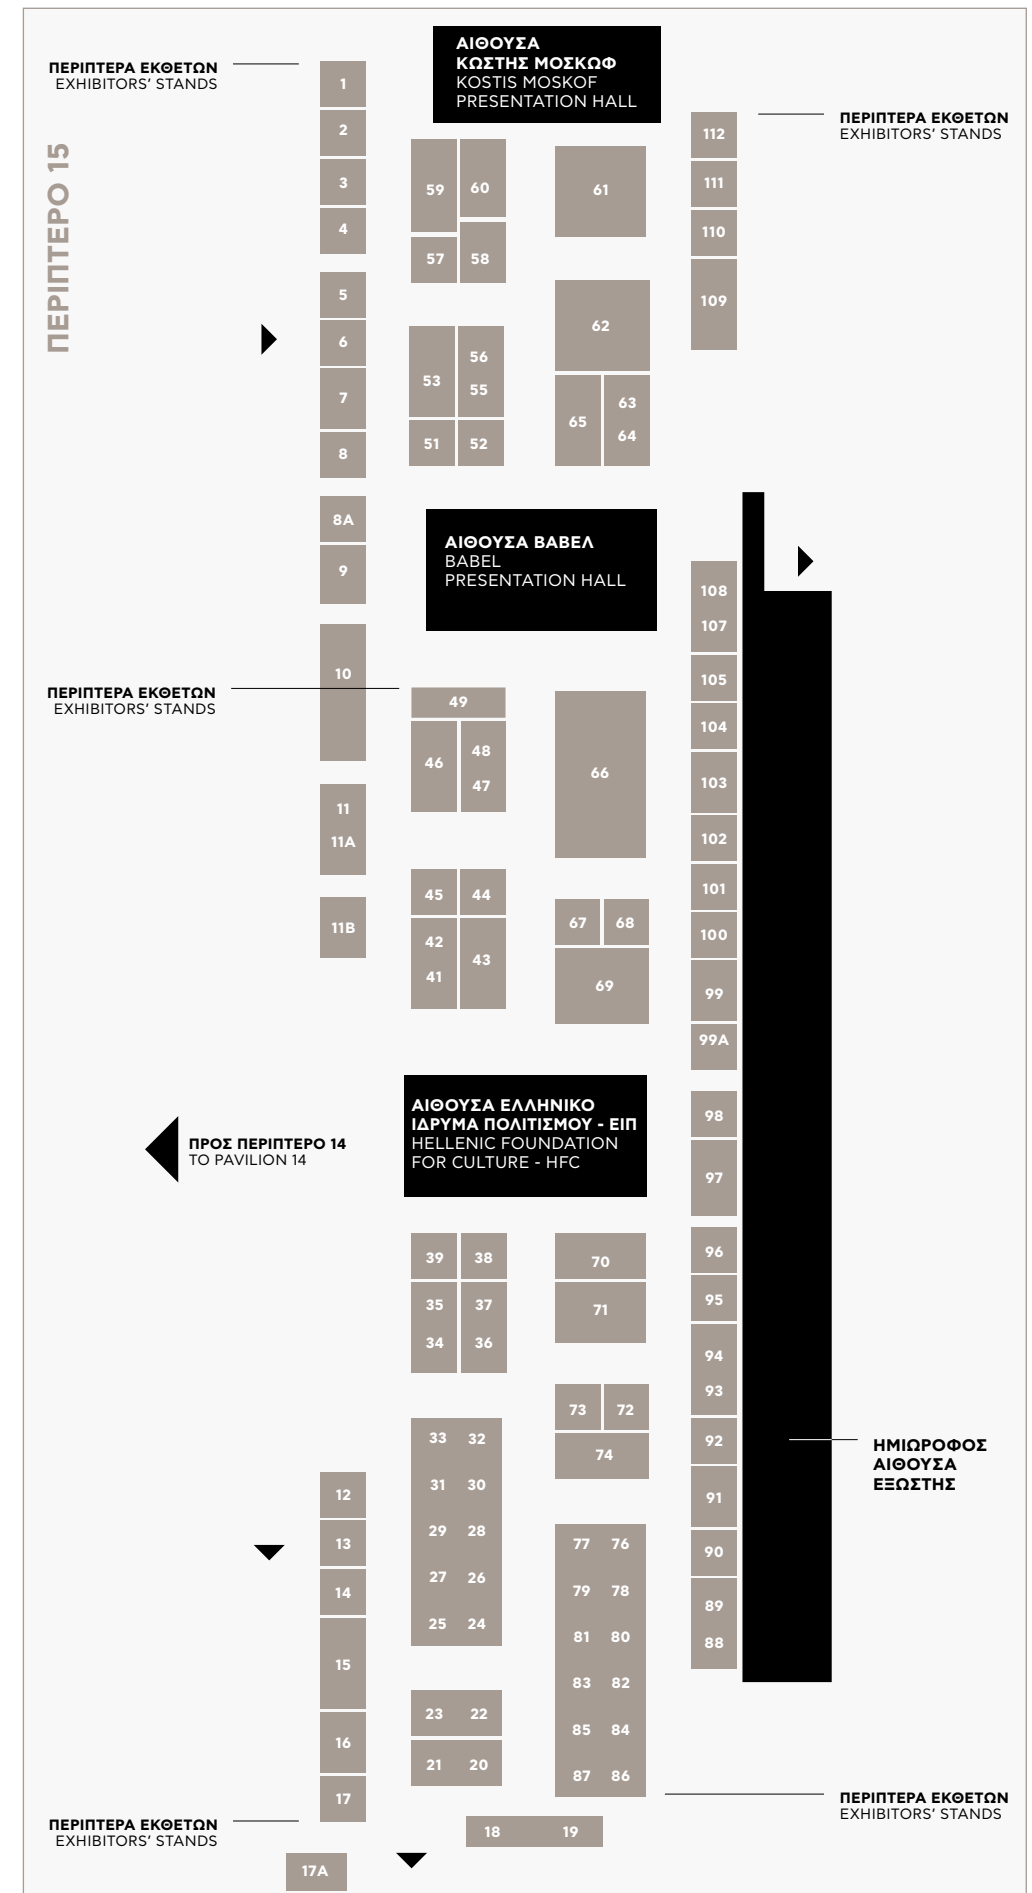 ΠΕΡΙΠΤΕΡΟ 15
ΠΕΡΙΠΤΕΡΑ ΕΚΘΕΤΩΝ
EXHIBITORS' STANDS
ΑΙΘΟΥΣΑ
ΚΩΣΤΗΣ ΜΟΣΚΩΦ
KOSTIS MOSKOF
PRESENTATION HALL
ΠΕΡΙΠΤΕΡΑ ΕΚΘΕΤΩΝ
EXHIBITORS' STANDS
1
2
3
4
5
6
7
8
8A
9
10
11
11A
11B
59
60
57
58
53
56
55
51
52
61
62
65
63
64
112
111
110
109
ΑΙΘΟΥΣΑ ΒΑΒΕΛ
BABEL
PRESENTATION HALL
ΠΕΡΙΠΤΕΡΑ ΕΚΘΕΤΩΝ
EXHIBITORS' STANDS
49
46
48
47
45
44
42
43
41
66
67
68
69
108
107
105
104
103
102
101
100
99
99A
98
97
96
95
94
93
92
91
90
89
88
ΠΡΟΣ ΠΕΡΙΠΤΕΡΟ 14
TO PAVILION 14
ΑΙΘΟΥΣΑ ΕΛΛΗΝΙΚΟ
ΙΔΡΥΜΑ ΠΟΛΙΤΙΣΜΟΥ - ΕΙΠ
HELLENIC FOUNDATION
FOR CULTURE - HFC
39
38
35
37
34
36
33 32
31 30
29 28
27 26
25 24
23 22
21 20
70
71
73
72
74
77 76
79 78
81 80
83 82
85 84
87 86
ΗΜΙΩΡΟΦΟΣ
ΑΙΘΟΥΣΑ
ΕΞΩΣΤΗΣ
12
13
14
15
16
17
ΠΕΡΙΠΤΕΡΑ ΕΚΘΕΤΩΝ
EXHIBITORS' STANDS
17A
18 19
ΠΕΡΙΠΤΕΡΑ ΕΚΘΕΤΩΝ
EXHIBITORS' STANDS